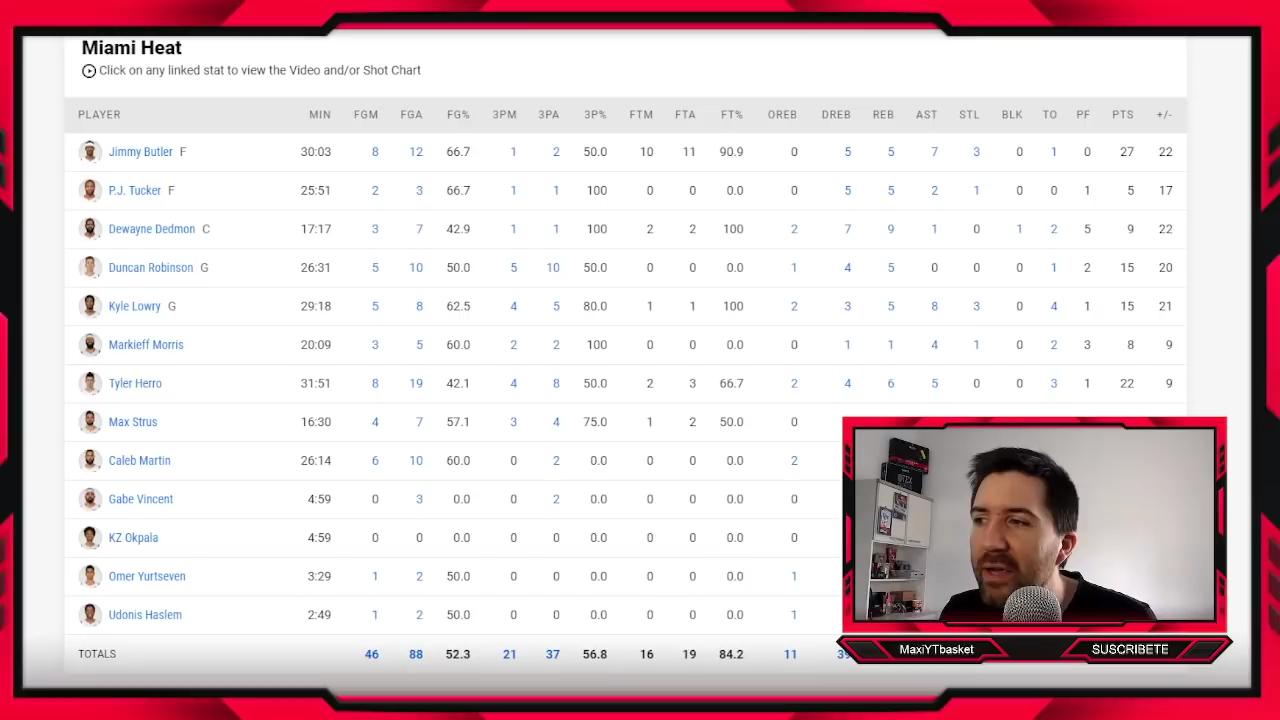 Miami Heat
Click on any linked stat to view the Video and/or Shot Chart
PLAYER MIN FGM FGA FG% 3PM 3PA 3P% FTM FTA FT% OREB DREB REB AST STL BLK TO PF PTS +/-
Jimmy Butler F 30:03 8 12 66.7 1 2 50.0 10 11 90.9 0 5 5 7 3 0 1 0 27 22
P.J. Tucker F 25:51 2 3 66.7 1 1 100 0 0 0.0 0 5 5 2 1 0 0 1 5 17
Dewayne Dedmon C 17:17 3 7 42.9 1 1 100 2 2 100 2 7 9 1 0 1 2 5 9 22
Duncan Robinson G 26:31 5 10 50.0 5 10 50.0 0 0 0.0 1 4 5 0 0 0 1 2 15 20
Kyle Lowry G 29:18 5 8 62.5 4 5 80.0 1 1 100 2 3 5 8 3 0 4 1 15 21
Markieff Morris 20:09 3 5 60.0 2 2 100 0 0 0.0 0 1 1 4 1 0 2 3 8 9
Tyler Herro 31:51 8 19 42.1 4 8 50.0 2 3 66.7 2 4 6 5 0 0 3 1 22 9
Max Strus 16:30 4 7 57.1 3 4 75.0 1 2 50.0 0
Caleb Martin 26:14 6 10 60.0 0 2 0.0 0 0 0.0 2
Gabe Vincent 4:59 0 3 0.0 0 2 0.0 0 0 0.0 0
KZ Okpala 4:59 0 0 0.0 0 0 0.0 0 0 0.0 0
Omer Yurtseven 3:29 1 2 50.0 0 0 0.0 0 0 0.0 1
Udonis Haslem 2:49 1 2 50.0 0 0 0.0 0 0 0.0 1
TOTALS 46 88 52.3 21 37 56.8 16 19 84.2 11
MaxiYTbasket SUSCRIBETE